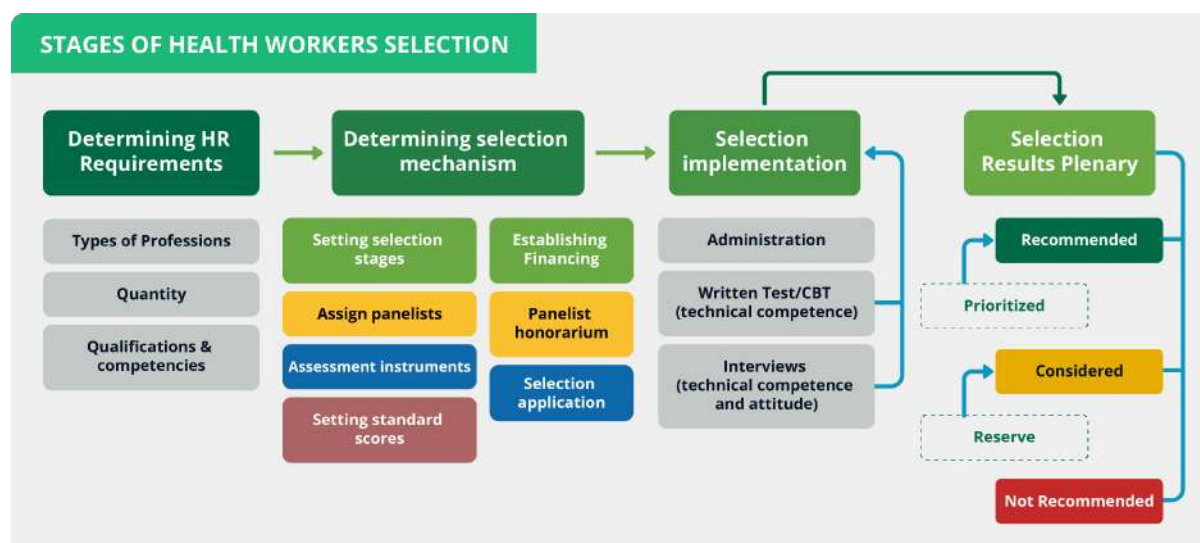 STAGES OF HEALTH WORKERS SELECTION
Determining HR
Requirements
Types of Professions
Quantity
Qualifications &
competencies
Determining selection
mechanism
Setting selection
stages
Assign panelists
Assessment instruments
Setting standard
scores
Establishing
Financing
Panelist
honorarium
Selection
application
Selection
implementation
Administration
Written Test/CBT
(technical competence)
Interviews
(technical competence
and attitude)
Selection
Results Plenary
Recommended
Prioritized
Considered
Reserve
Not Recommended